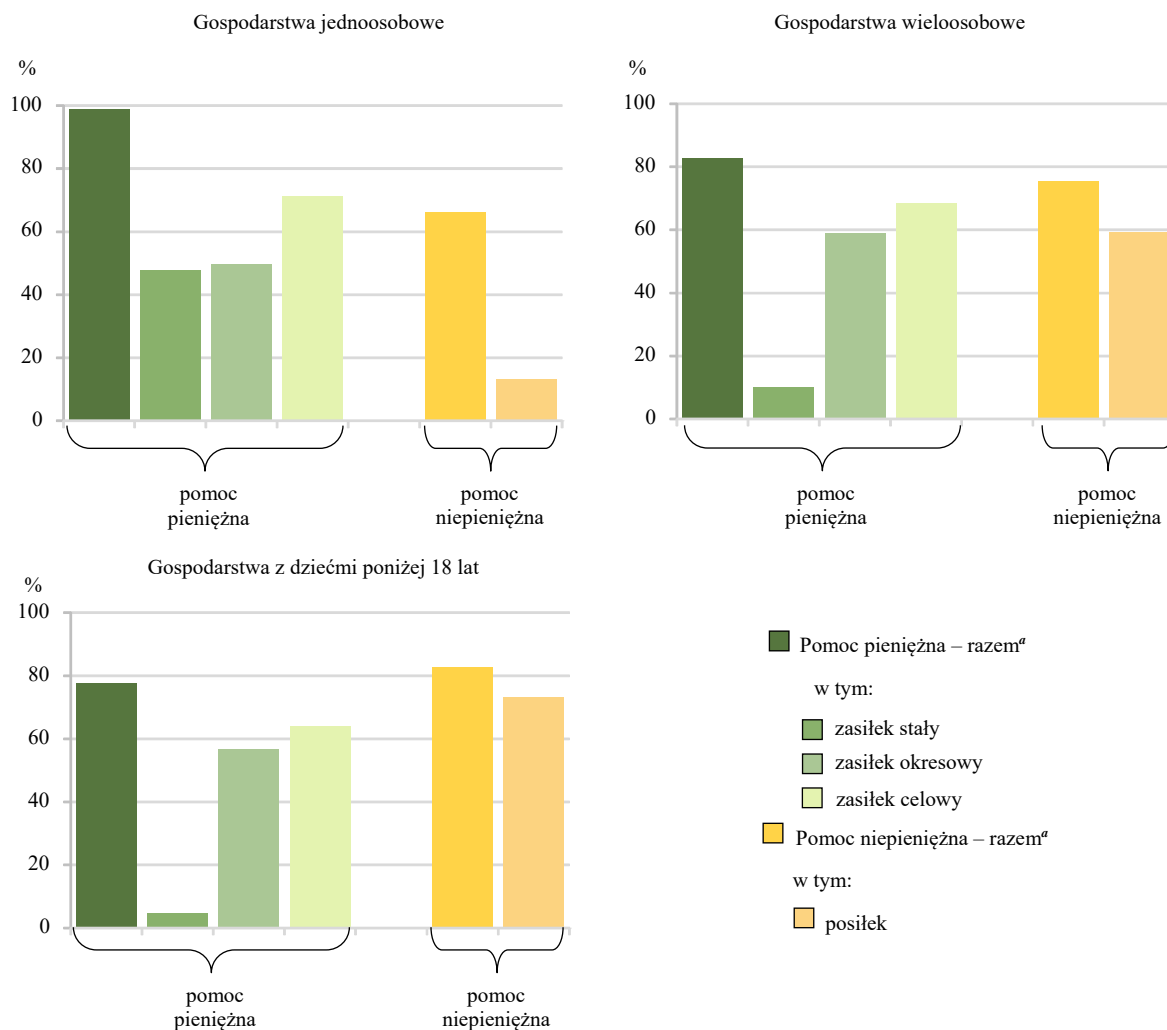 Gospodarstwa jednoosobowe
%
100
80
60
40
20
0
pomoc
pieniężna
pomoc
niepieniężna
Gospodarstwa wieloosobowe
%
100
80
60
40
20
0
pomoc
pieniężna
pomoc
niepieniężna
Gospodarstwa z dziećmi poniżej 18 lat
%
100
80
60
40
20
0
pomoc
pieniężna
pomoc
niepieniężna
Pomoc pieniężna – razemᵃ
w tym:
zasiłek stały
zasiłek okresowy
zasiłek celowy
Pomoc niepieniężna – razemᵃ
w tym:
posiłek